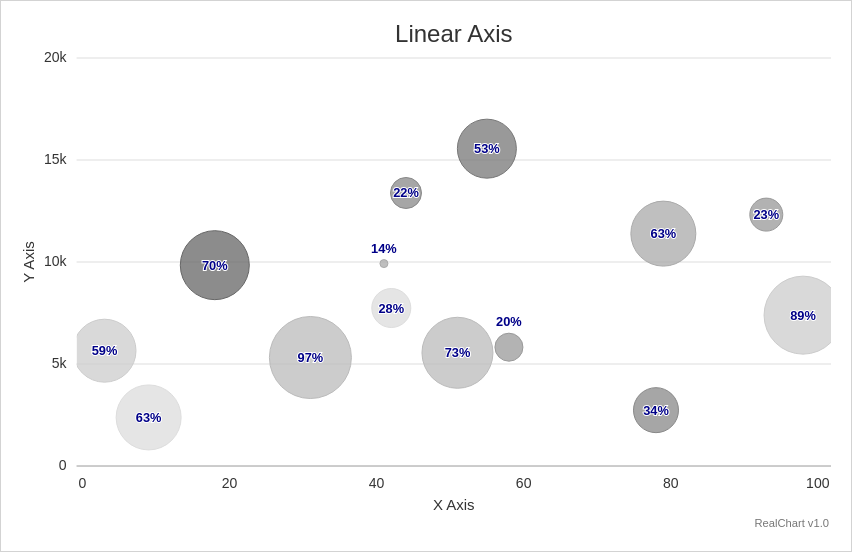 Linear Axis
20k
15k
10k
5k
0
Y Axis
53%
22%
23%
63%
14%
70%
28%
89%
20%
59%
73%
97%
34%
63%
0 20 40 60 80 100
X Axis
RealChart v1.0